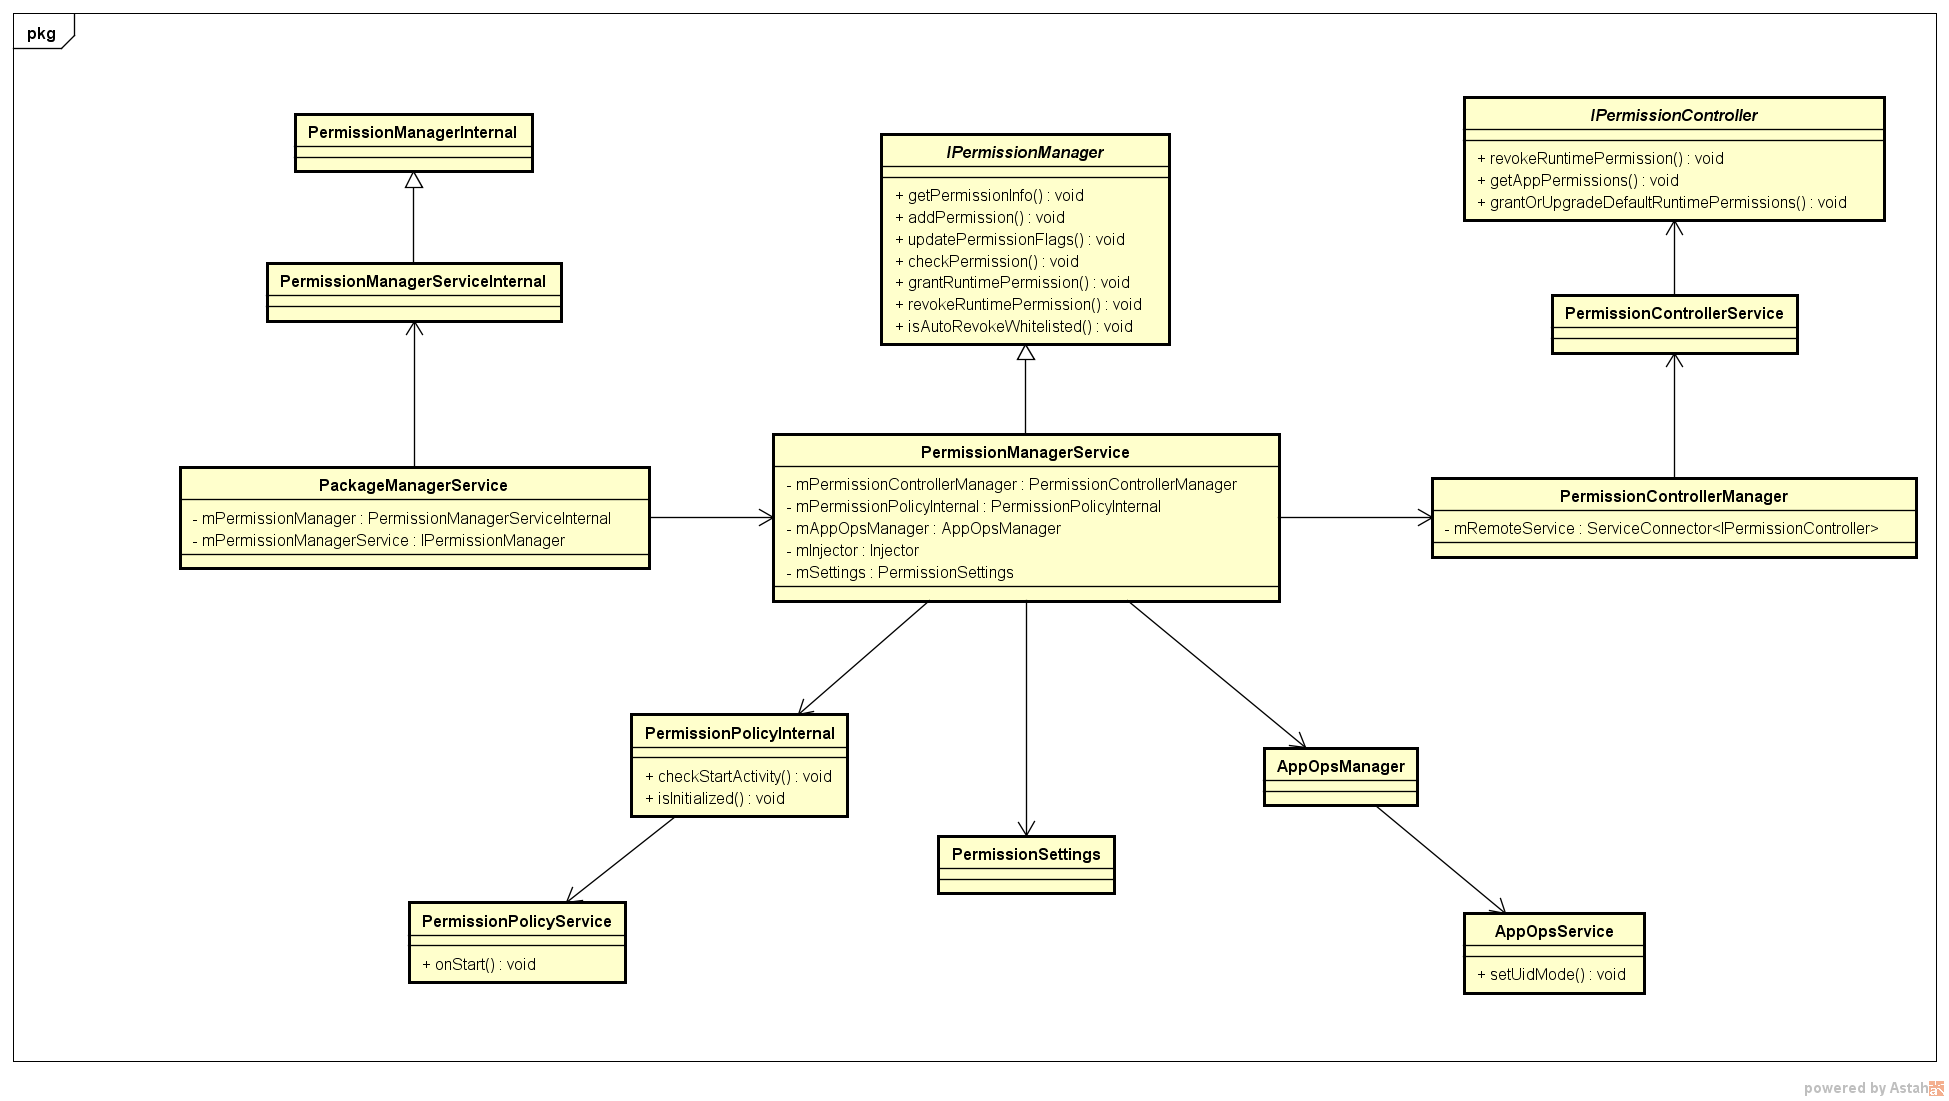 pkg
PermissionManagerInternal
PermissionManagerServiceInternal
PackageManagerService
- mPermissionManager : PermissionManagerServiceInternal
- mPermissionManagerService : IPermissionManager
IPermissionManager
+ getPermissionInfo() : void
+ addPermission() : void
+ updatePermissionFlags() : void
+ checkPermission() : void
+ grantRuntimePermission() : void
+ revokeRuntimePermission() : void
+ isAutoRevokeWhitelisted() : void
PermissionManagerService
- mPermissionControllerManager : PermissionControllerManager
- mPermissionPolicyInternal : PermissionPolicyInternal
- mAppOpsManager : AppOpsManager
- mInjector : Injector
- mSettings : PermissionSettings
IPermissionController
+ revokeRuntimePermission() : void
+ getAppPermissions() : void
+ grantOrUpgradeDefaultRuntimePermissions() : void
PermissionControllerService
PermissionControllerManager
- mRemoteService : ServiceConnector<IPermissionController>
PermissionPolicyInternal
+ checkStartActivity() : void
+ isInitialized() : void
PermissionPolicyService
+ onStart() : void
PermissionSettings
AppOpsManager
AppOpsService
+ setUidMode() : void
powered by Astah